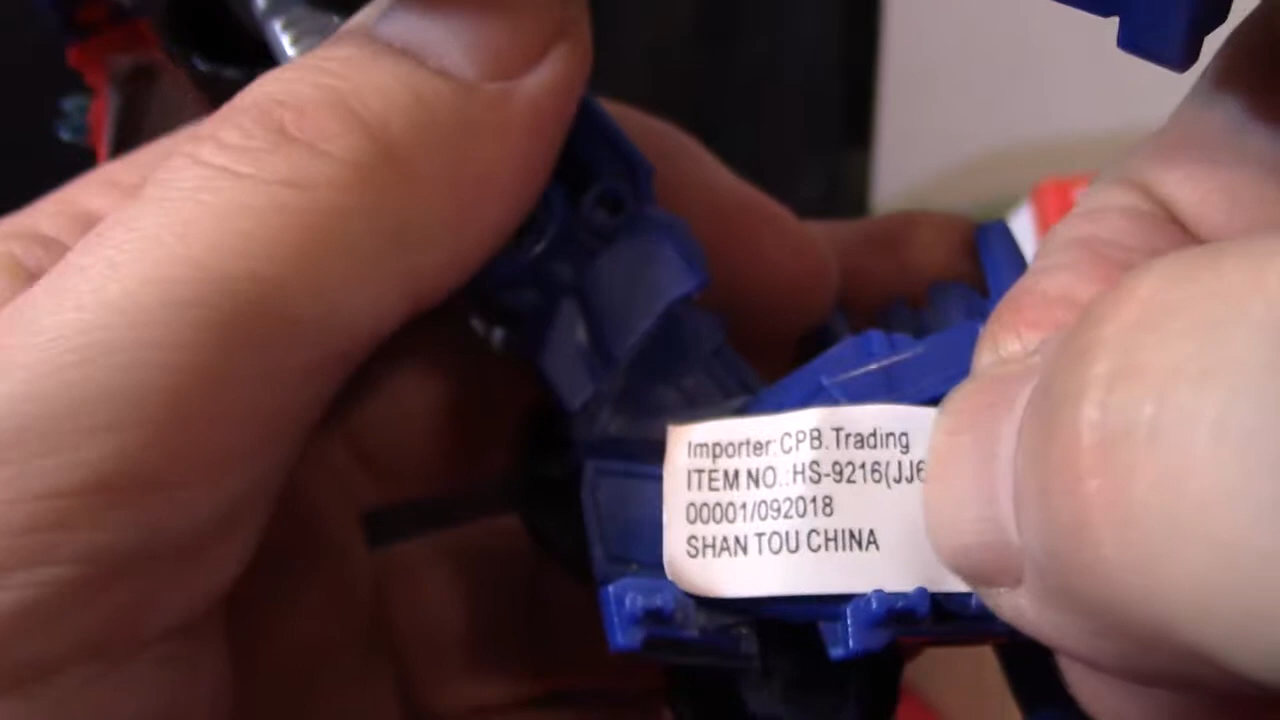 Importer:CPB.Trading
ITEM NO.:HS-9216(JJ6
00001/092018
SHAN TOU CHINA